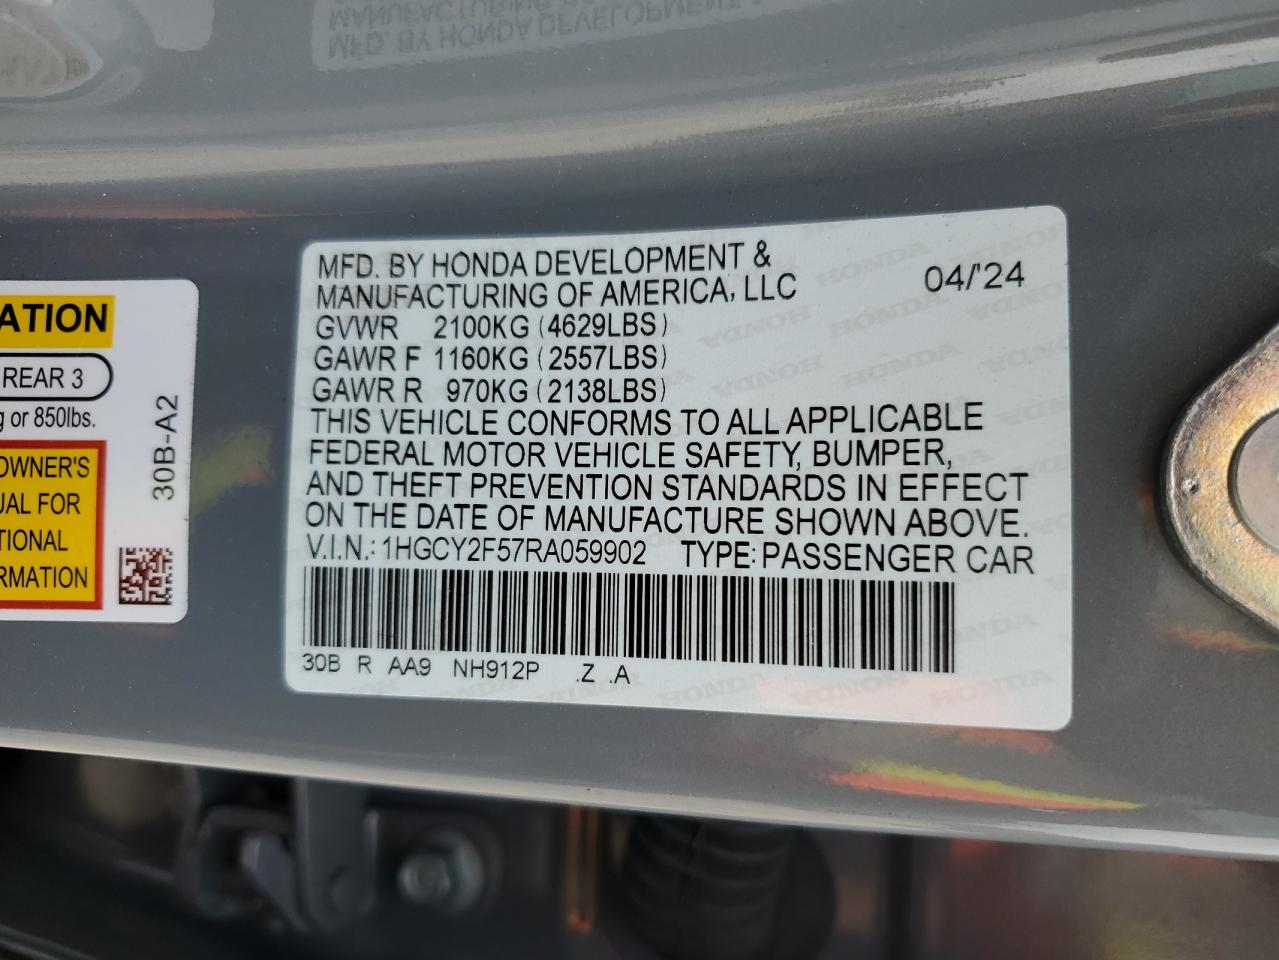 MFD. BY HONDA DEVELOPMENT &
MANUFACTURING OF AMERICA, LLC 04/'24
GVWR 2100KG (4629LBS)
GAWR F 1160KG (2557LBS)
GAWR R 970KG (2138LBS)
THIS VEHICLE CONFORMS TO ALL APPLICABLE
FEDERAL MOTOR VEHICLE SAFETY, BUMPER,
AND THEFT PREVENTION STANDARDS IN EFFECT
ON THE DATE OF MANUFACTURE SHOWN ABOVE.
V.I.N.: 1HGCY2F57RA059902 TYPE: PASSENGER CAR
30B R AA9 NH912P .Z .A
ATION
REAR 3
g or 850lbs.
OWNER'S
UAL FOR
TIONAL
RMATION
30B-A2